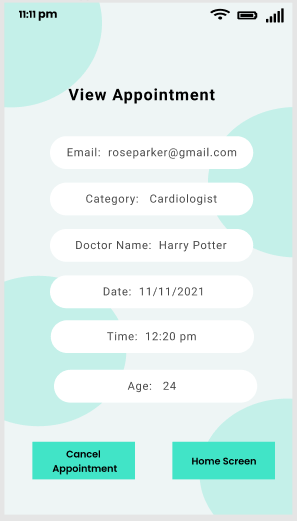 11:11 pm
View Appointment
Email: roseparker@gmail.com
Category: Cardiologist
Doctor Name: Harry Potter
Date: 11/11/2021
Time: 12:20 pm
Age: 24
Cancel
Appointment
Home Screen